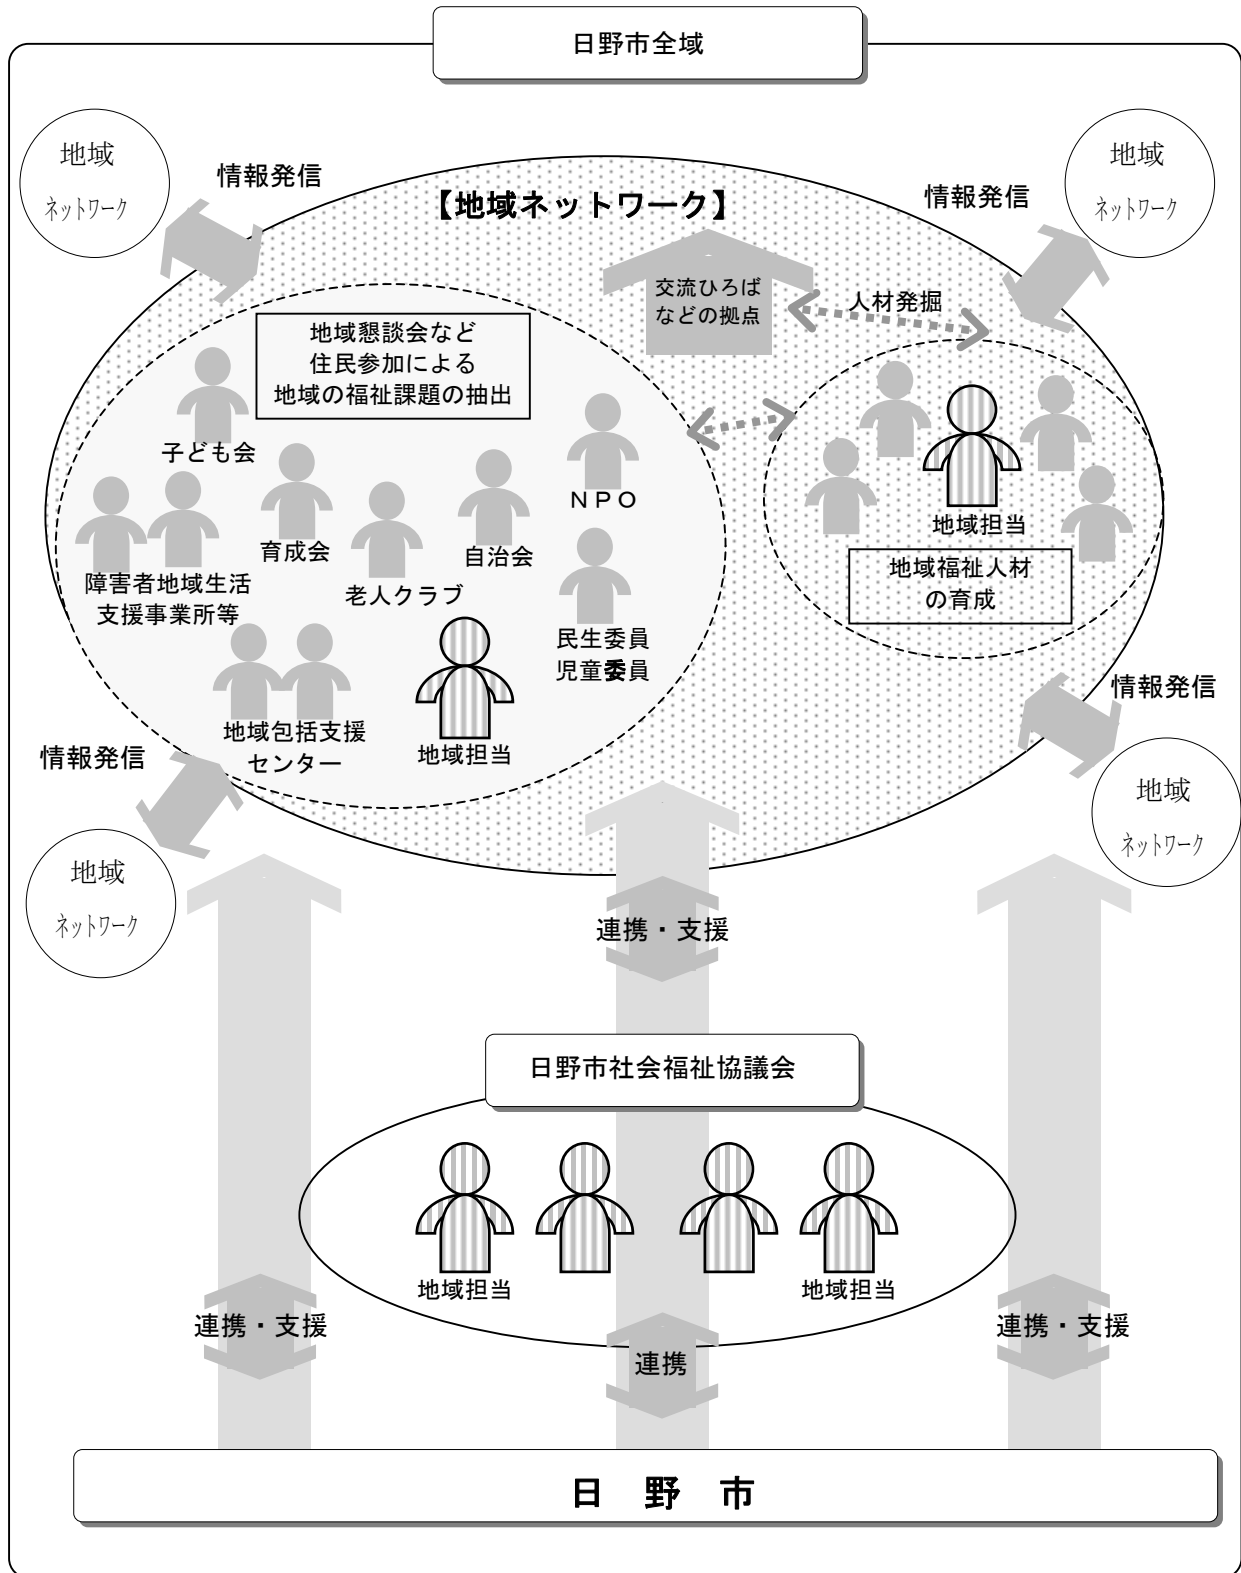 日野市全域
地域
ネットワーク
情報発信
地域
ネットワーク
情報発信
【地域ネットワーク】
交流ひろば
などの拠点
人材発掘
地域懇談会など
住民参加による
地域の福祉課題の抽出
子ども会
育成会
老人クラブ
自治会
NPO
障害者地域生活
支援事業所等
民生委員
児童委員
地域包括支援
センター
地域担当
地域担当
地域福祉人材
の育成
情報発信
地域
ネットワーク
情報発信
地域
ネットワーク
連携・支援
日野市社会福祉協議会
地域担当
地域担当
連携・支援
連携
連携・支援
日 野 市